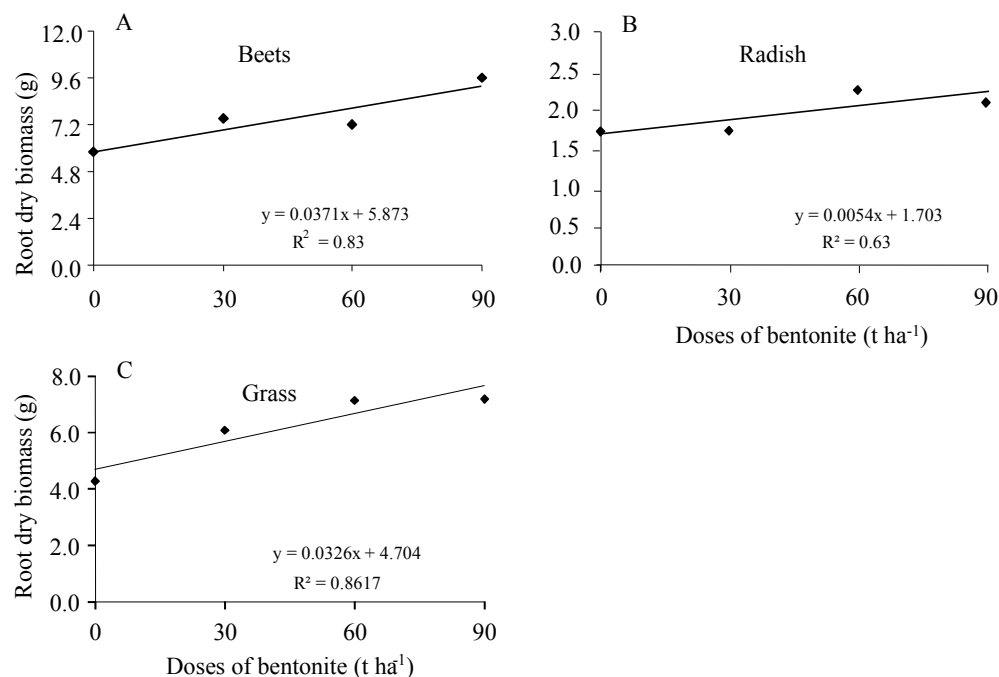 A
Beets
Root dry biomass (g)
12.0
9.6
7.2
4.8
2.4
0.0
y = 0.0371x + 5.873
R² = 0.83
0 30 60 90
B
Radish
3.0
2.5
2.0
1.5
1.0
0.5
0.0
y = 0.0054x + 1.703
R² = 0.63
0 30 60 90
Doses of bentonite (t ha⁻¹)
C
Grass
Root dry biomass (g)
8.0
6.0
4.0
2.0
0.0
y = 0.0326x + 4.704
R² = 0.8617
0 30 60 90
Doses of bentonite (t ha⁻¹)